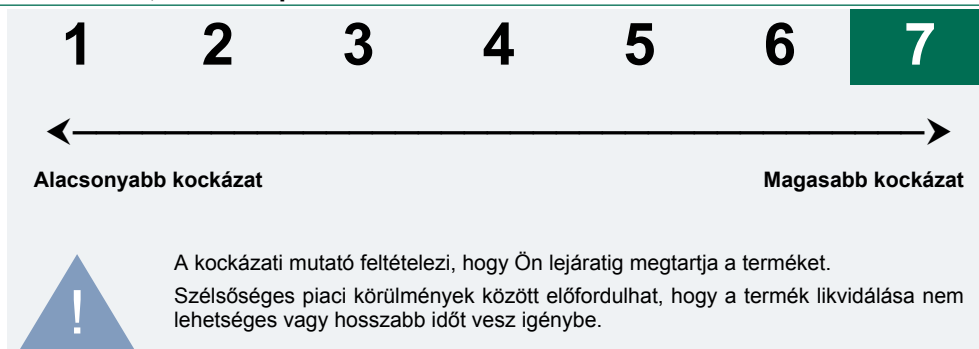 1 2 3 4 5 6 7
Alacsonyabb kockázat Magasabb kockázat
A kockázati mutató feltételezi, hogy Ön lejáratig megtartja a terméket.
Szélsőséges piaci körülmények között előfordulhat, hogy a termék likvidálása nem
lehetséges vagy hosszabb időt vesz igénybe.
!